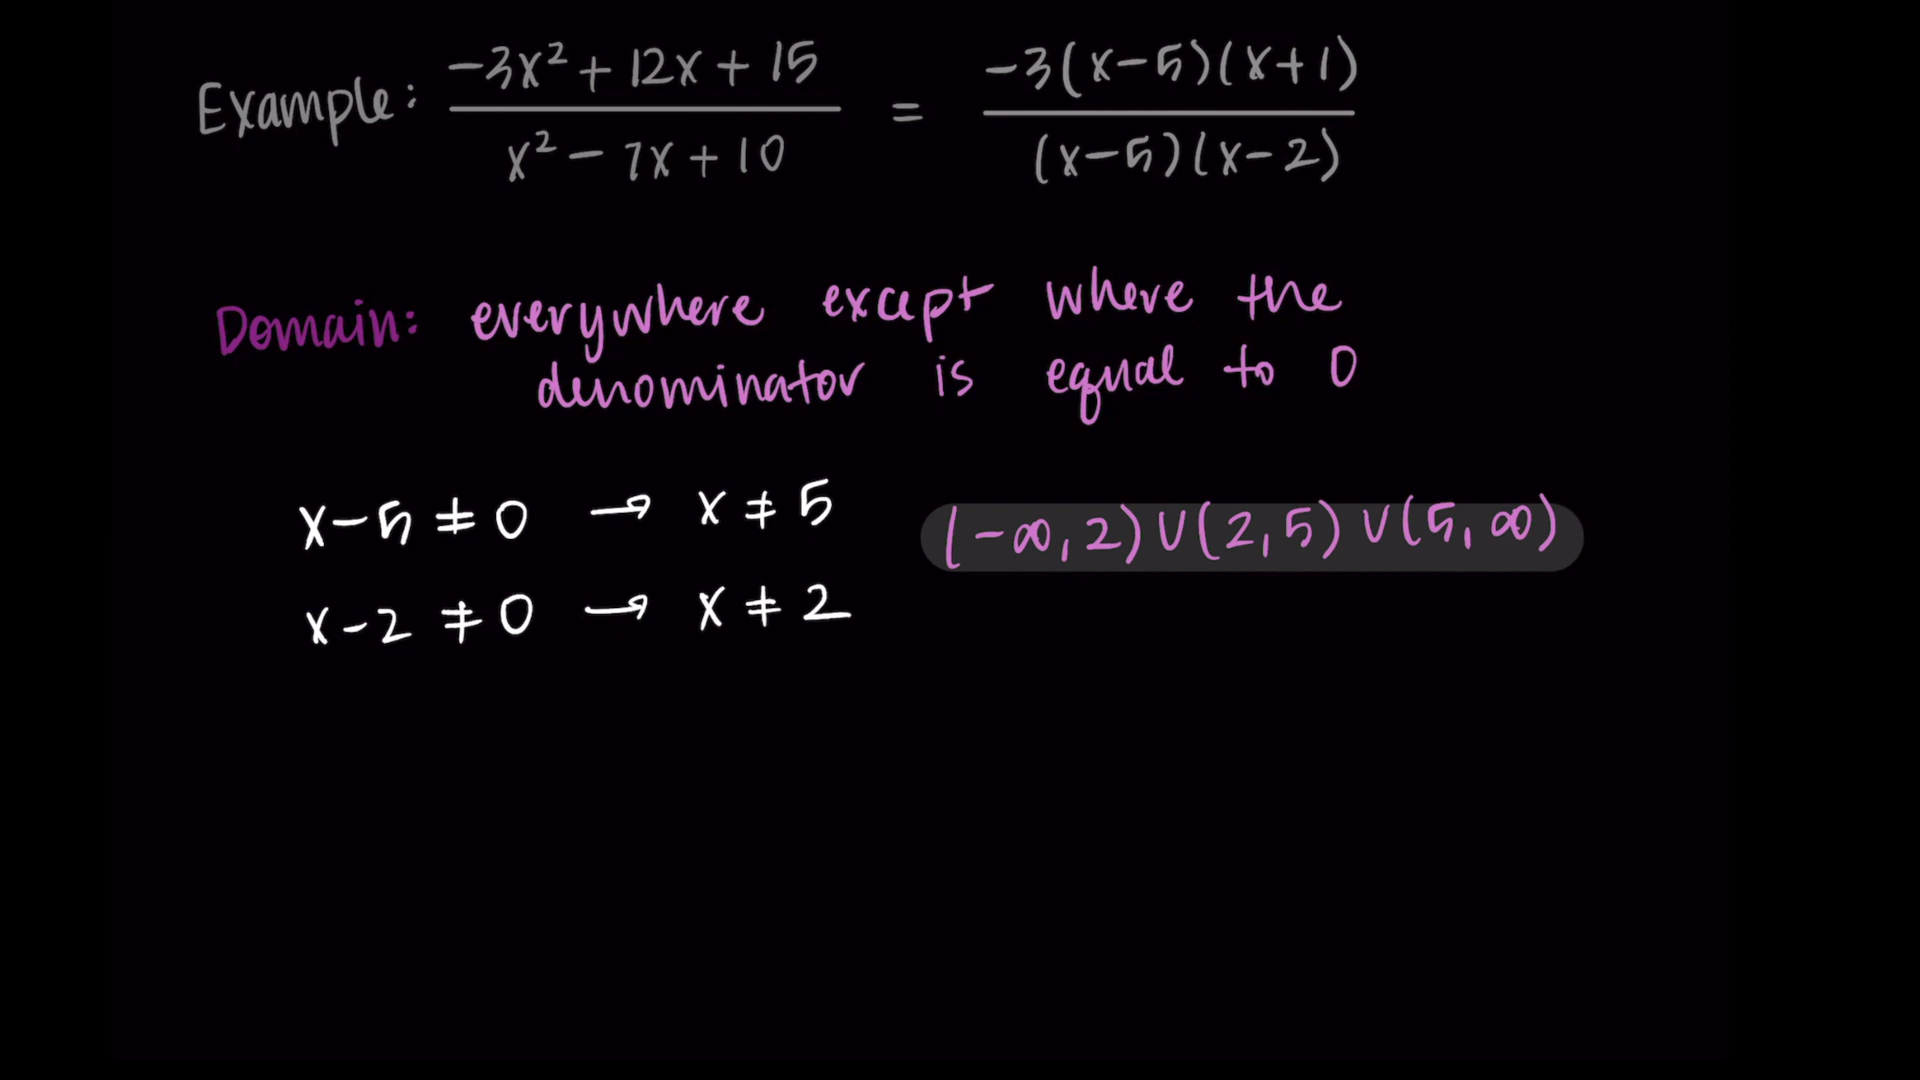 Example: -3x² + 12x + 15 / x² - 7x + 10 = -3(x-5)(x+1) / (x-5)(x-2)
Domain: everywhere except where the
denominator is equal to 0
x-5 ≠ 0 → x ≠ 5
(-∞, 2) ∪ (2, 5) ∪ (5, ∞)
x-2 ≠ 0 → x ≠ 2